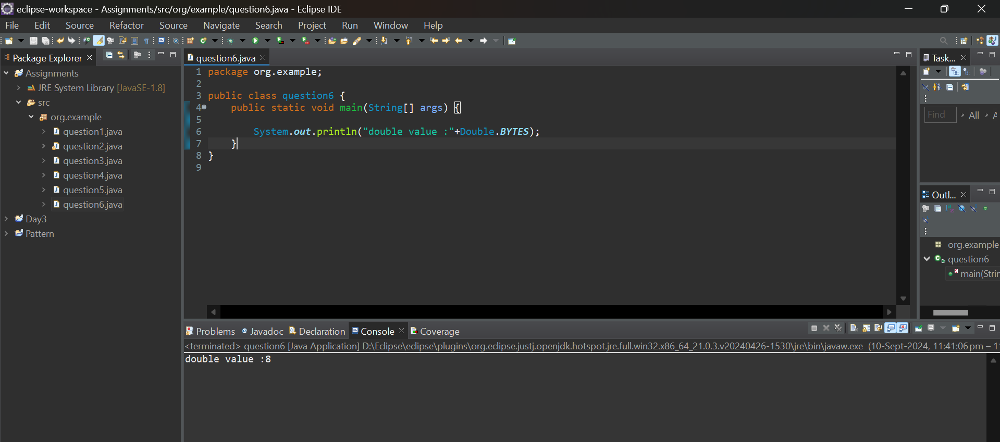 eclipse-workspace - Assignments/src/org/example/question6.java - Eclipse IDE
File Edit Source Refactor Source Navigate Search Project Run Window Help
Package Explorer
Assignments
JRE System Library [JavaSE-1.8]
src
org.example
question1.java
question2.java
question3.java
question4.java
question5.java
question6.java
Day3
Pattern
question6.java
1 package org.example;
2
3 public class question6 {
4 public static void main(String[] args) {
5
6 System.out.println("double value :"+Double.BYTES);
7 }
8 }
9
Task...
Find All A
Outl...
org.example
question6
main(Strin
Problems Javadoc Declaration Console Coverage
<terminated> question6 [Java Application] D:\Eclipse\eclipse\plugins\org.eclipse.justj.openjdk.hotspot.jre.full.win32.x86_64_21.0.3.v20240426-1530\jre\bin\javaw.exe (10-Sept-2024, 11:41:06 pm – 1
double value :8